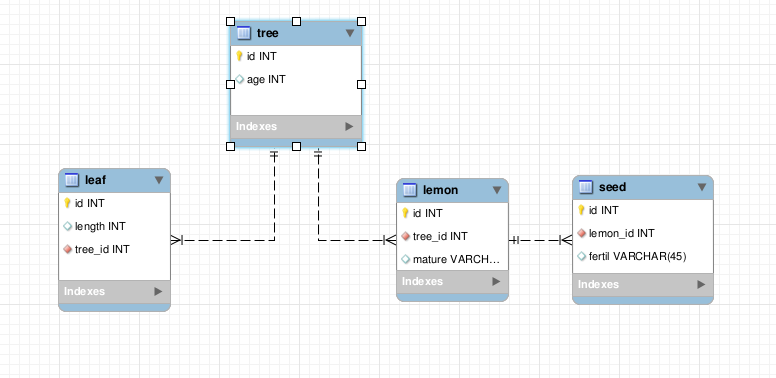 tree
id INT
age INT
Indexes
leaf
id INT
length INT
tree_id INT
Indexes
lemon
id INT
tree_id INT
mature VARCH...
Indexes
seed
id INT
lemon_id INT
fertil VARCHAR(45)
Indexes